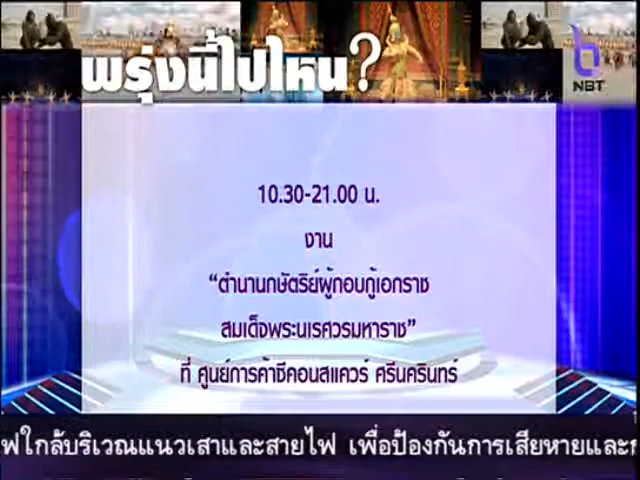 พรุ่งนี้ไปไหน?
NBT
10.30-21.00 น.
งาน
“ตำนานกษัตริย์ผู้กอบกู้เอกราช
สมเด็จพระนเรศวรมหาราช”
ที่ ศูนย์การค้าซีคอนสแควร์ ศรีนครินทร์
ฟใกล้บริเวณแนวเสาและสายไฟ เพื่อป้องกันการเสียหายและ